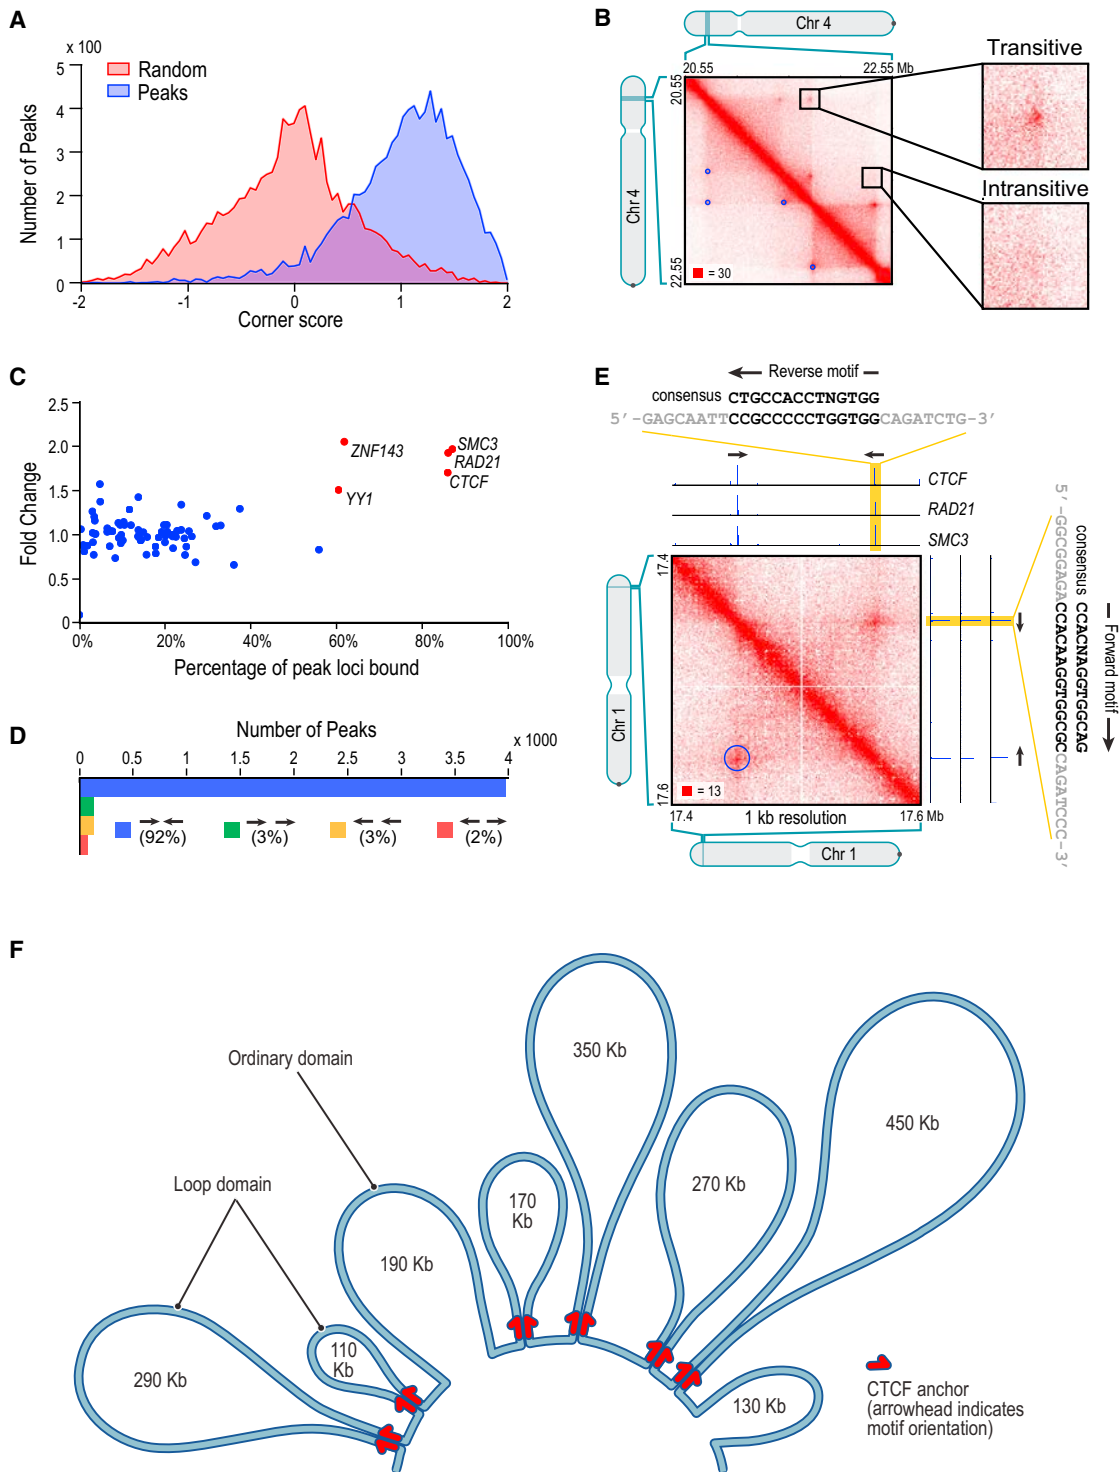 A
x 100
5
4
3
2
1
0
Number of Peaks
Random
Peaks
-2
-1
0
1
2
Corner score
B
Chr 4
20.55
22.55 Mb
20.55
22.55
Chr 4
= 30
Transitive
Intransitive
C
2.5
2.0
1.5
1.0
0.5
0
Fold Change
ZNF143
SMC3
RAD21
CTCF
YY1
0%
20%
40%
60%
80%
100%
Percentage of peak loci bound
D
Number of Peaks
0
0.5
1
1.5
2
2.5
3
3.5
4
x 1000
(92%)
(3%)
(3%)
(2%)
E
Reverse motif
consensus CTGCCACCTNGTGG
5′-GAGCAATTCCGCCCCCTGGTGGCAGATCTG-3′
CTCF
RAD21
SMC3
17.4
17.6
Chr 1
= 13
17.4
1 kb resolution
17.6 Mb
Chr 1
Forward motif
consensus CCACNAGGTGGCAG
5′-GGCGGAGACCACAAGGTGGCGCCAGATCCC-3′
F
Ordinary domain
Loop domain
290 Kb
110
Kb
190 Kb
170
Kb
350 Kb
270 Kb
450 Kb
130 Kb
CTCF anchor
(arrowhead indicates
motif orientation)